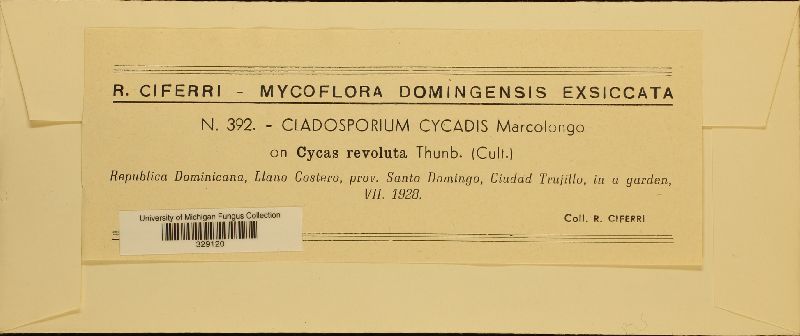 R. CIFERRI - MYCOFLORA DOMINGENSIS EXSICCATA
N. 392. - CLADOSPORIUM CYCADIS Marcolongo
on Cycas revoluta Thunb. (Cult.)
Republica Dominicana, Llano Costero, prov. Santo Domingo, Ciudad Trujillo, in a garden,
VII. 1928.
Coll. R. CIFERRI
University of Michigan Fungus Collection
329120